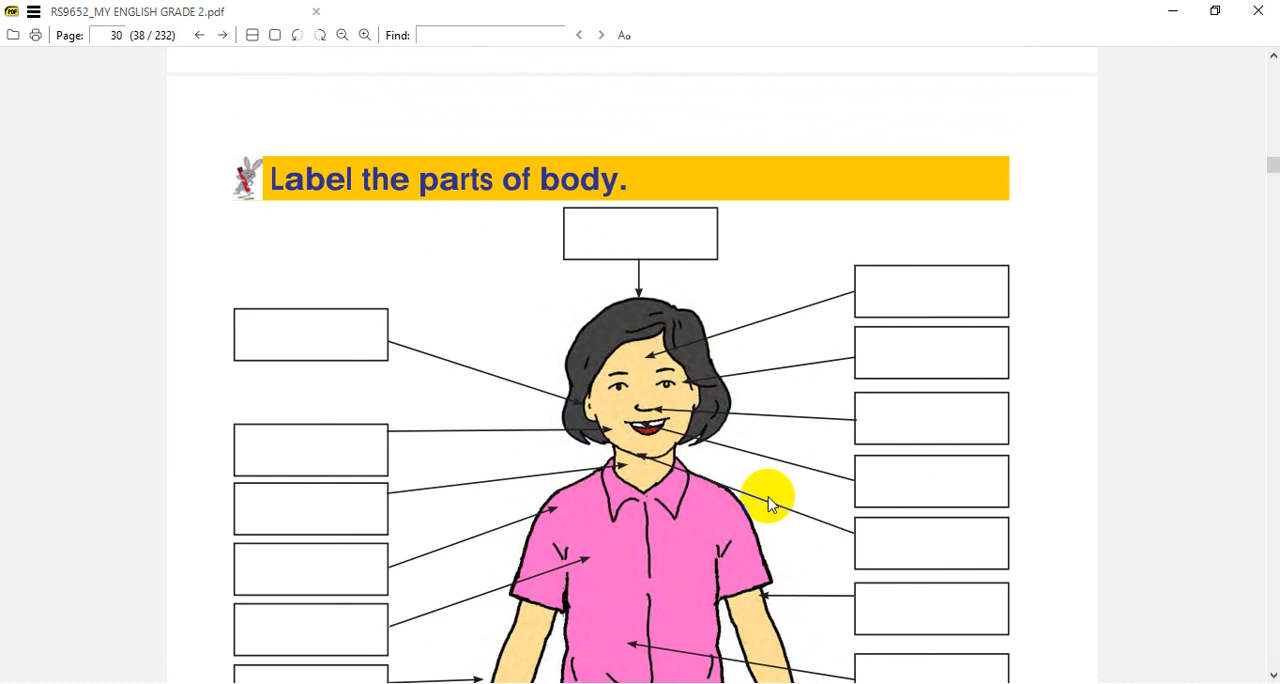 RS9652_MY ENGLISH GRADE 2.pdf
Page: 30 (38 / 232) Find:
Label the parts of body.